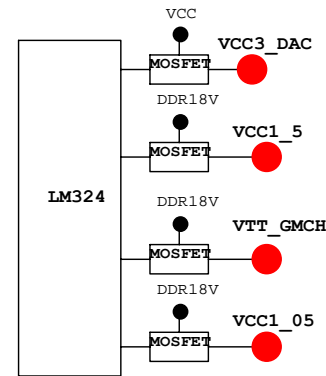 VCC
VCC3_DAC
MOSFET
DDR18V
VCC1_5
MOSFET
LM324
DDR18V
VTT_GMCH
MOSFET
DDR18V
VCC1_05
MOSFET